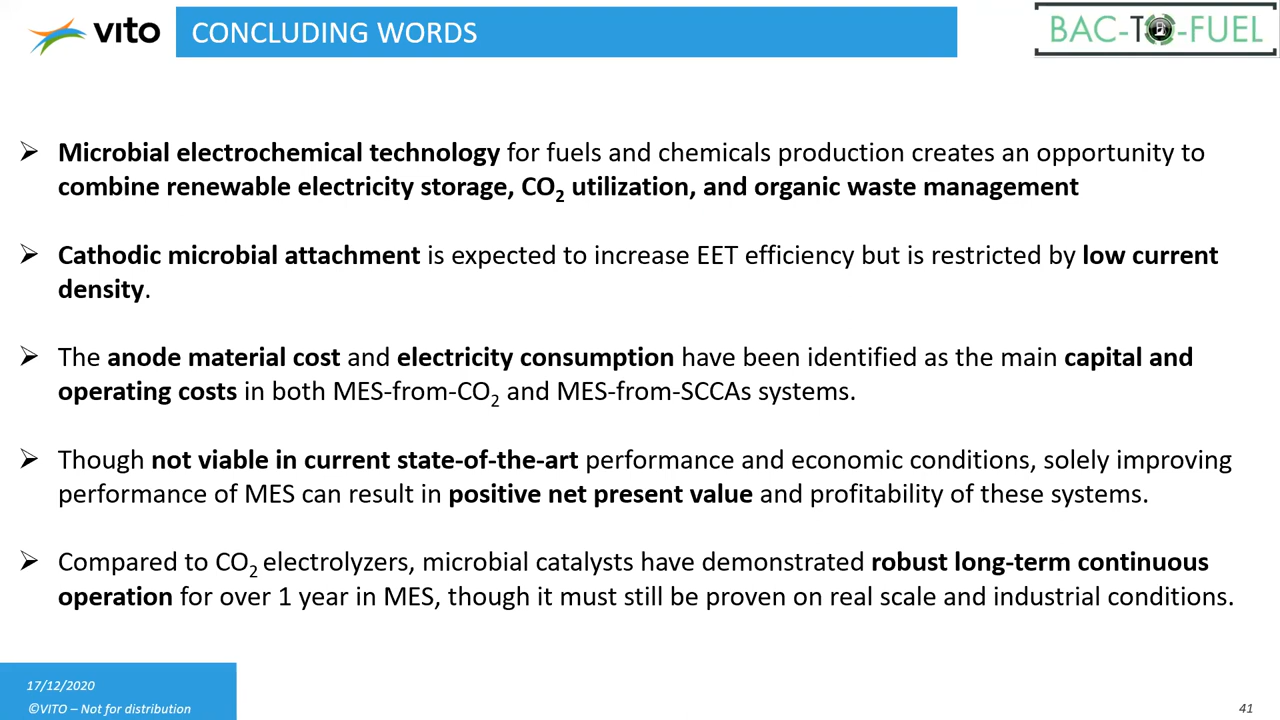 vito
CONCLUDING WORDS
BAC-TO-FUEL
➢ Microbial electrochemical technology for fuels and chemicals production creates an opportunity to
combine renewable electricity storage, CO₂ utilization, and organic waste management
➢ Cathodic microbial attachment is expected to increase EET efficiency but is restricted by low current
density.
➢ The anode material cost and electricity consumption have been identified as the main capital and
operating costs in both MES-from-CO₂ and MES-from-SCCAs systems.
➢ Though not viable in current state-of-the-art performance and economic conditions, solely improving
performance of MES can result in positive net present value and profitability of these systems.
➢ Compared to CO₂ electrolyzers, microbial catalysts have demonstrated robust long-term continuous
operation for over 1 year in MES, though it must still be proven on real scale and industrial conditions.
17/12/2020
©VITO – Not for distribution
41